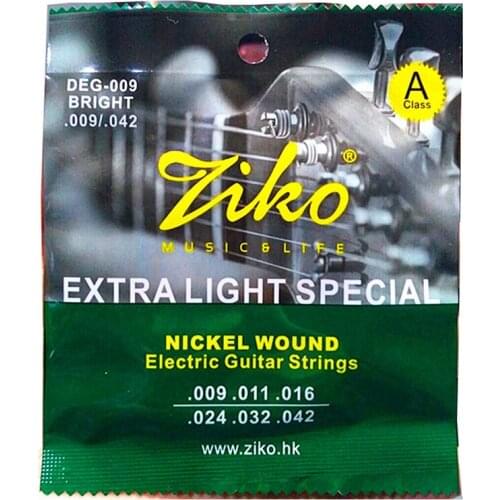 DEG-009
BRIGHT
.009/.042
A
Class
Ziko®
MUSIC & LIFE
EXTRA LIGHT SPECIAL
NICKEL WOUND
Electric Guitar Strings
.009 .011 .016
.024 .032 .042
www.ziko.hk